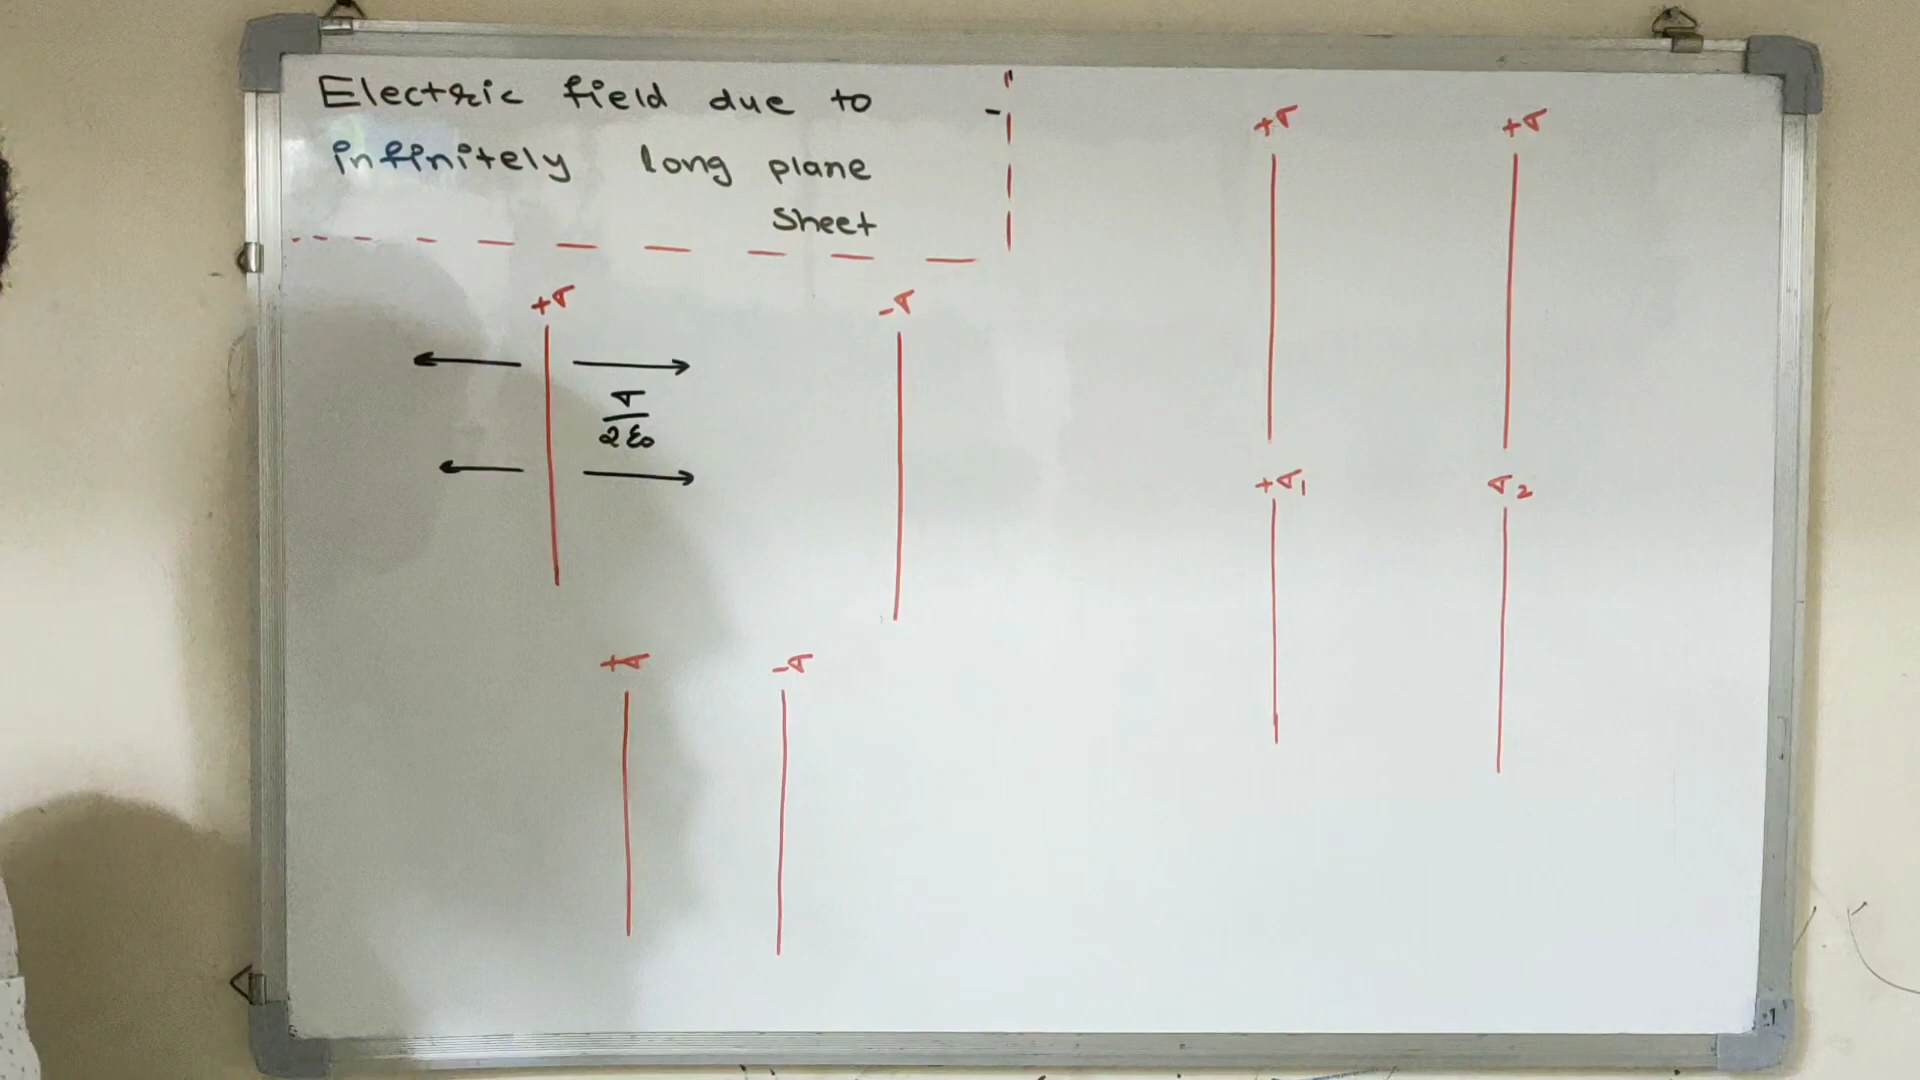 Electric field due to
infinitely long plane
Sheet
+σ
-σ
σ
2ε₀
+σ
-σ
+σ
+σ
+σ₁
σ₂